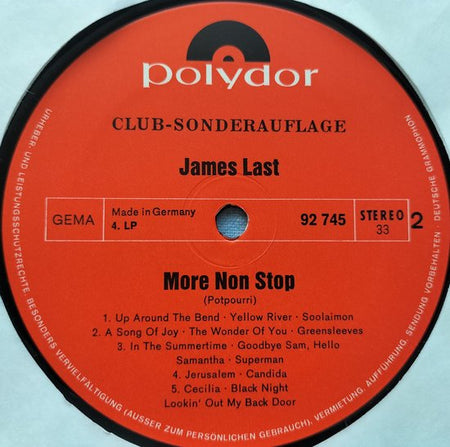 polydor
CLUB-SONDERAUFLAGE
James Last
GEMA
Made in Germany
4. LP
92 745
STEREO
33
2
More Non Stop
(Potpourri)
1. Up Around The Bend · Yellow River · Soolaimon
2. A Song Of Joy · The Wonder Of You · Greensleeves
3. In The Summertime · Goodbye Sam, Hello
Samantha · Superman
4. Jerusalem · Candida
5. Cecilia · Black Night
Lookin' Out My Back Door
URHEBER- UND LEISTUNGSSCHUTZRECHTE, BESONDERS VERVIELFÄLTIGUNG (AUSSER ZUM PERSÖNLICHEN GEBRAUCH), VERMIETUNG, AUFFÜHRUNG, SENDUNG VORBEHALTEN · DEUTSCHE GRAMMOPHON